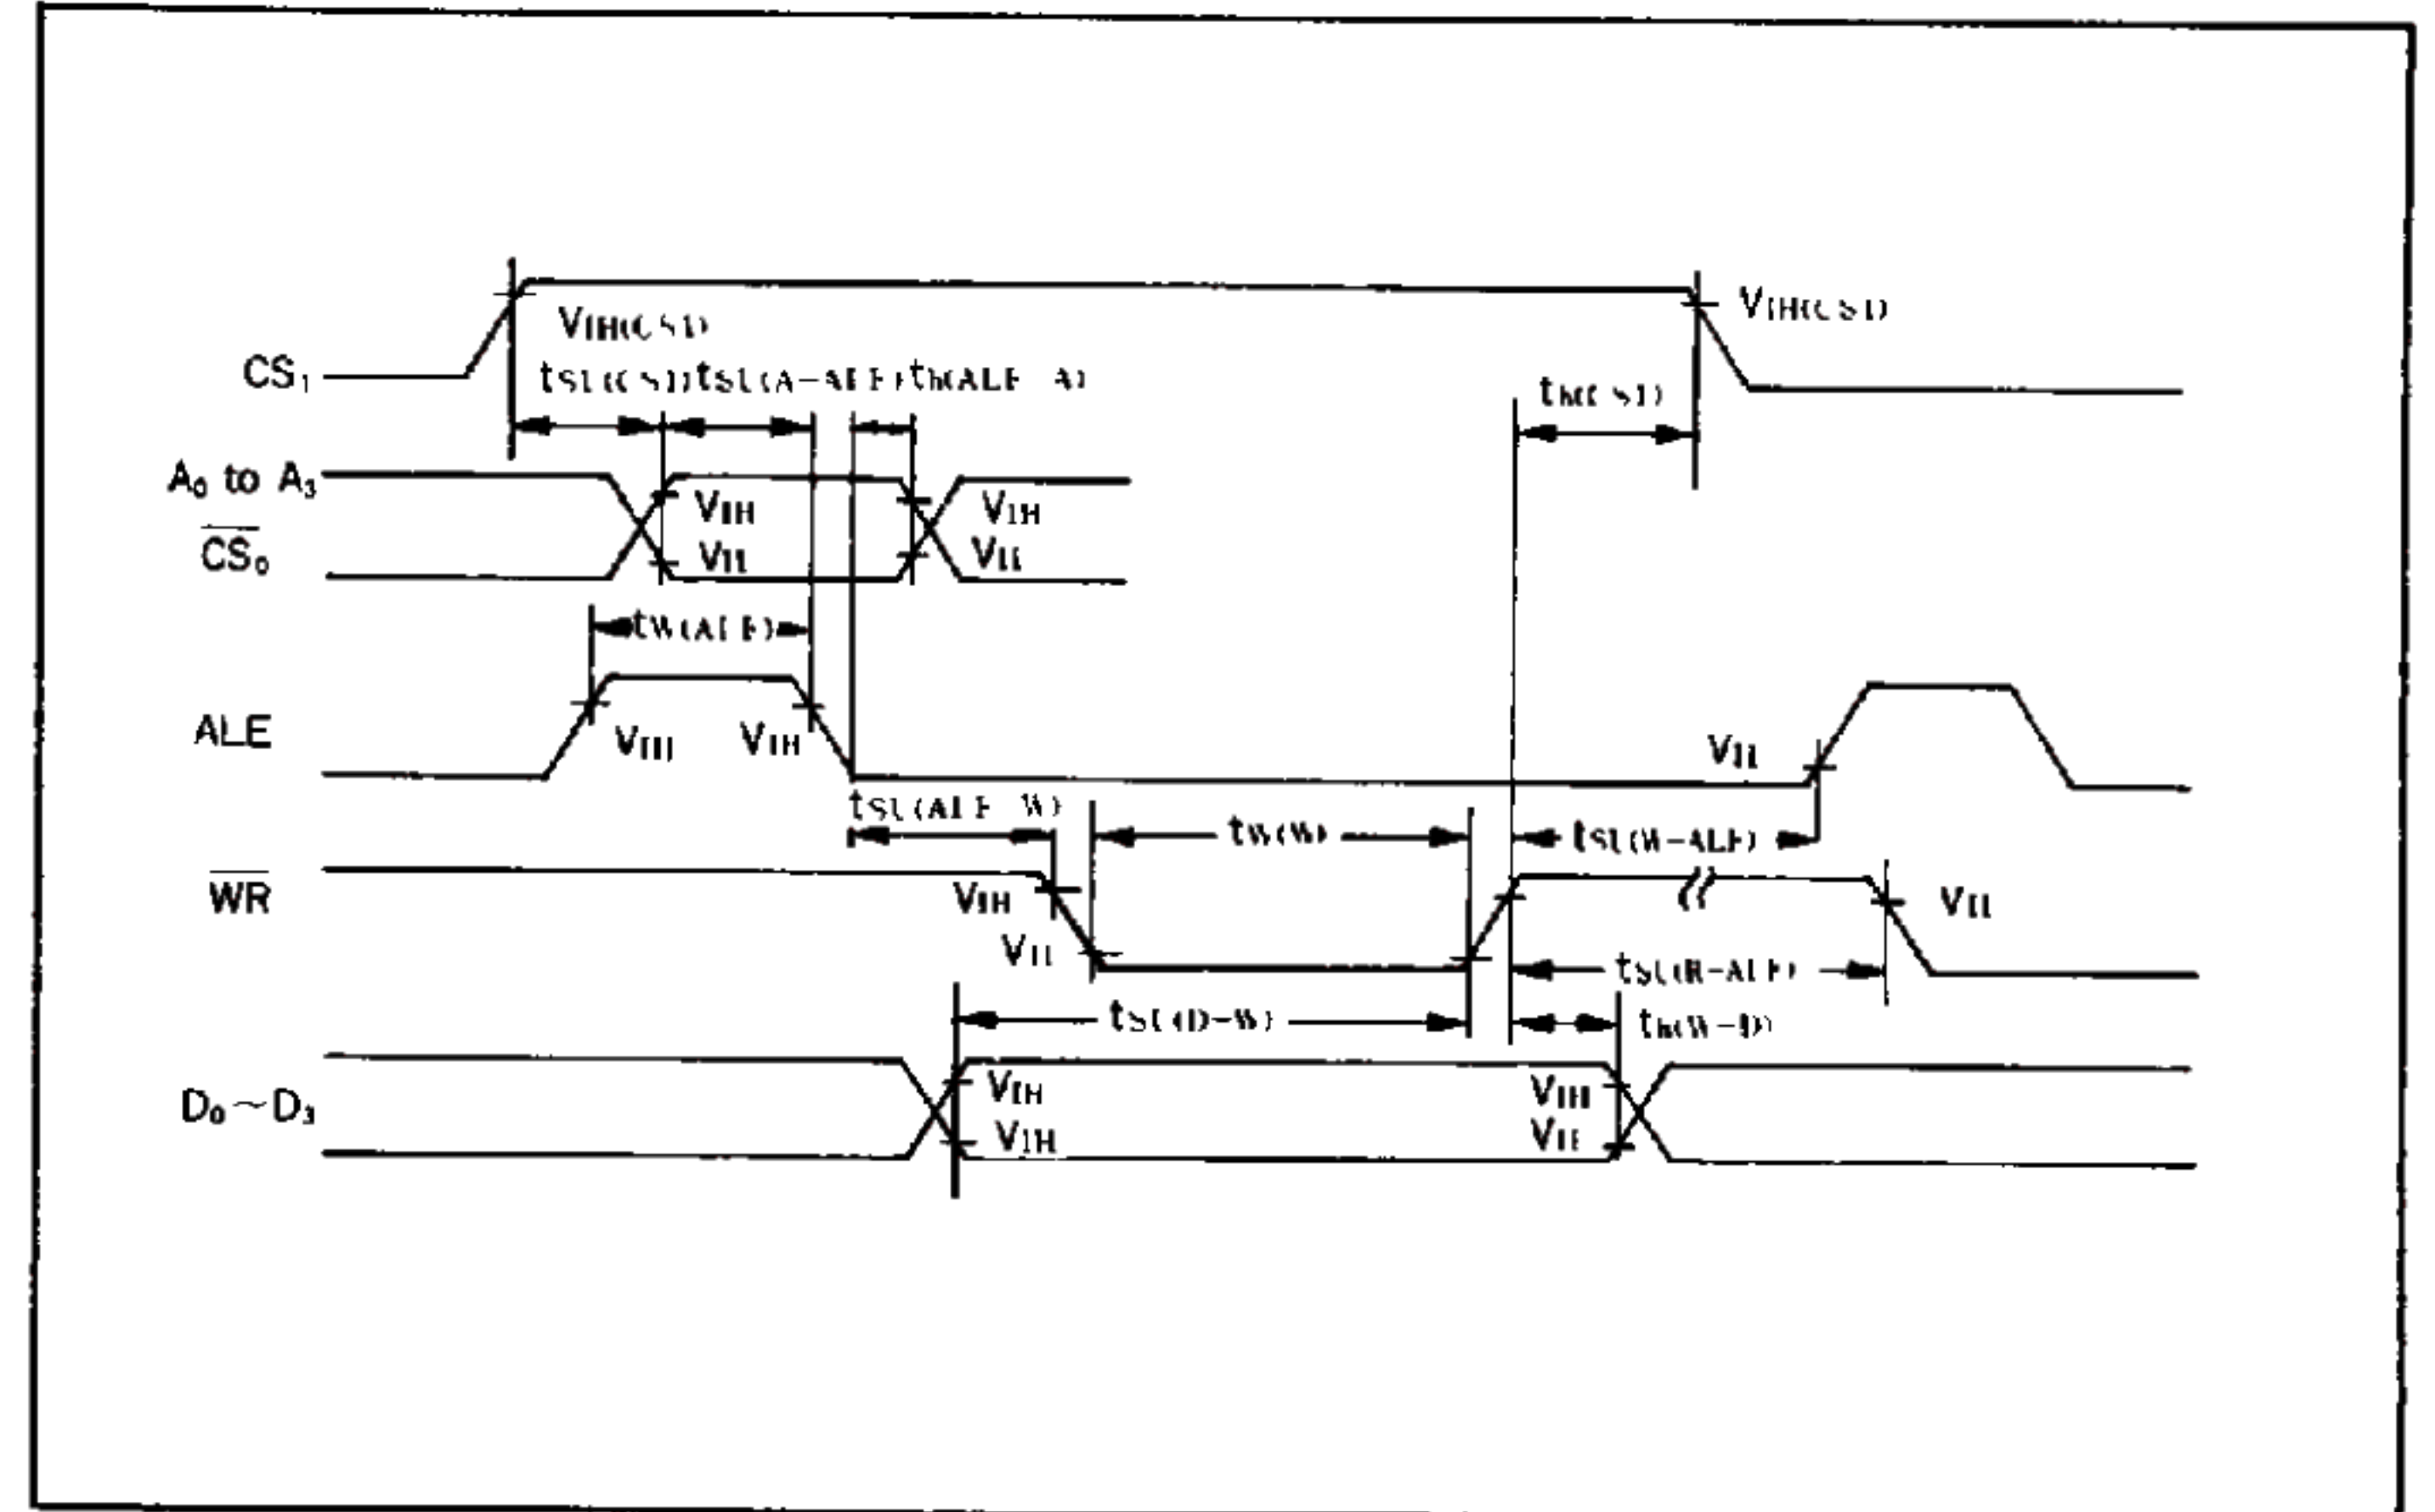 VIH(CS1)
VIH(CS1)
CS1
tSU(CS1) tSU(A-ALE) th(ALE A)
th(CS1)
A0 to A3
VIH
VIH
CS0
VIL
VIL
tW(ALE)
ALE
VIH
VIH
VIL
tSU(ALE W)
tW(W)
tSU(W-ALE)
WR
VIH
VIL
VIL
tSU(R-ALE)
tSU(D-W)
th(W-D)
D0~D3
VIH
VIH
VIH
VIL